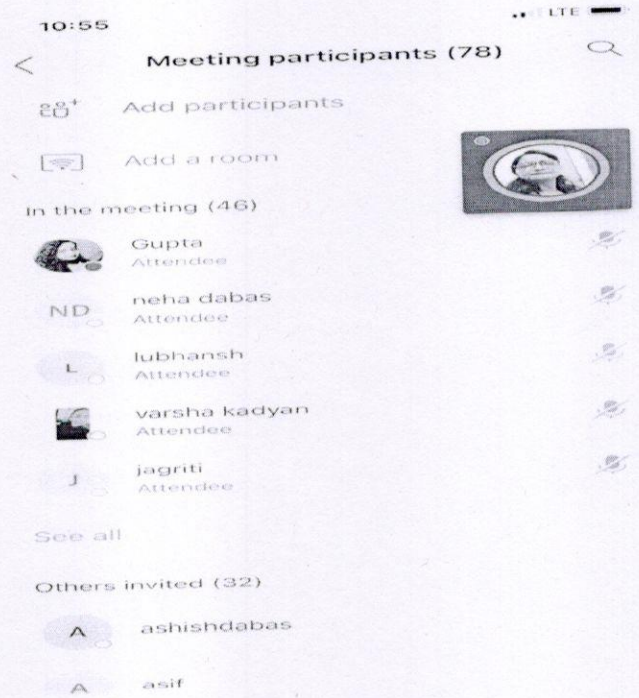 10:55
LTE
Meeting participants (78)
Add participants
Add a room
In the meeting (46)
Gupta
Attendee
ND
neha dabas
Attendee
L
lubhansh
Attendee
varsha kadyan
Attendee
J
jagriti
Attendee
See all
Others invited (32)
A
ashishdabas
A
asif